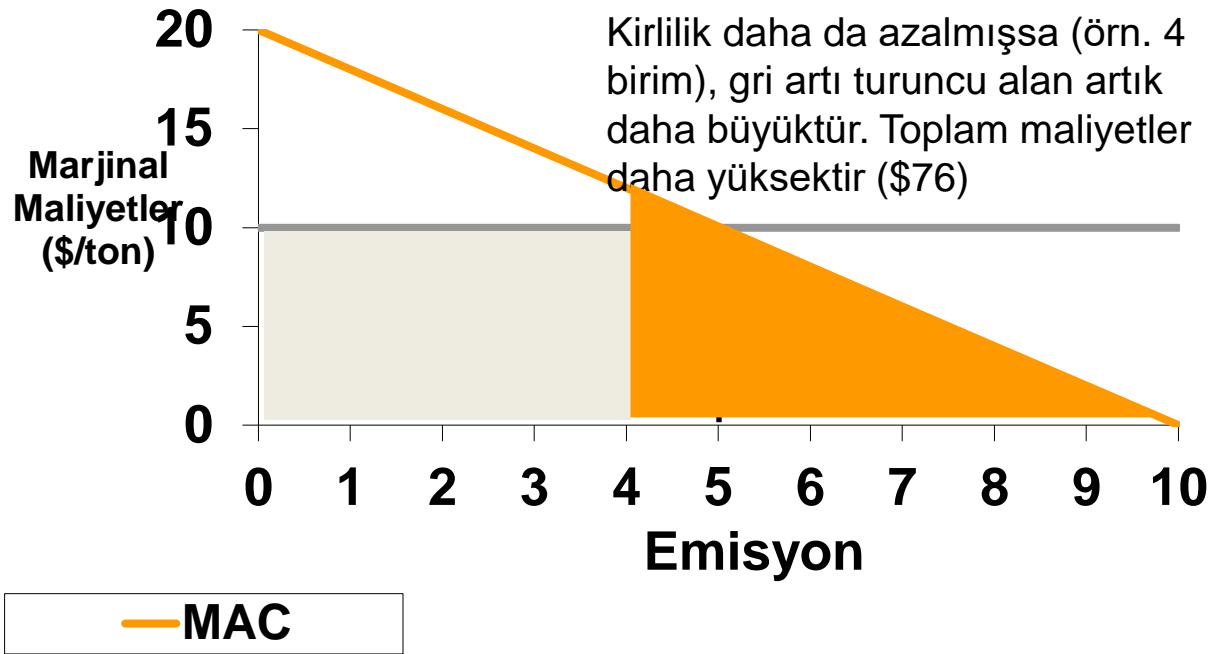 Kirlilik daha da azalmışsa (örn. 4
birim), gri artı turuncu alan artık
daha büyüktür. Toplam maliyetler
daha yüksektir ($76)
Marjinal
Maliyetler
($/ton)
20
15
10
5
0
0 1 2 3 4 5 6 7 8 9 10
Emisyon
MAC